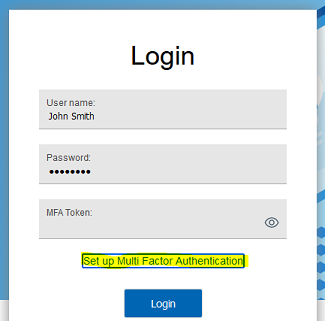 Login
User name:
John Smith
Password:
••••••••
MFA Token:
Set up Multi Factor Authentication
Login